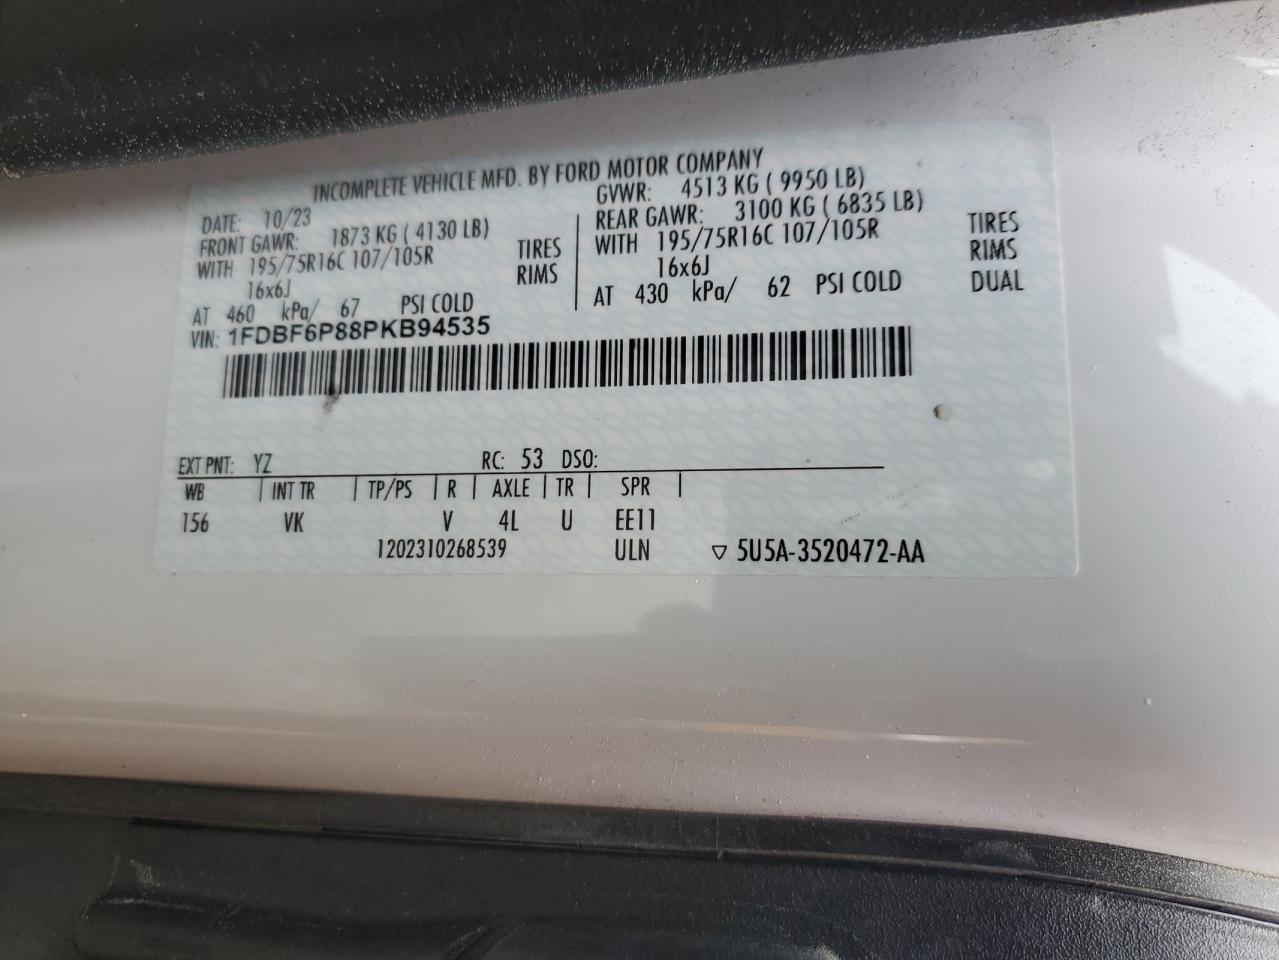 INCOMPLETE VEHICLE MFD. BY FORD MOTOR COMPANY
DATE: 10/23 GVWR: 4513 KG ( 9950 LB)
FRONT GAWR: 1873 KG ( 4130 LB) REAR GAWR: 3100 KG ( 6835 LB)
WITH 195/75R16C 107/105R TIRES WITH 195/75R16C 107/105R TIRES
16x6J RIMS 16x6J RIMS
AT 460 kPa/ 67 PSI COLD AT 430 kPa/ 62 PSI COLD DUAL
VIN: 1FDBF6P88PKB94535
EXT PNT: YZ RC: 53 DSO:
WB INT TR TP/PS R AXLE TR SPR
156 VK V 4L U EE11
1202310268539 ULN ▽ 5U5A-3520472-AA